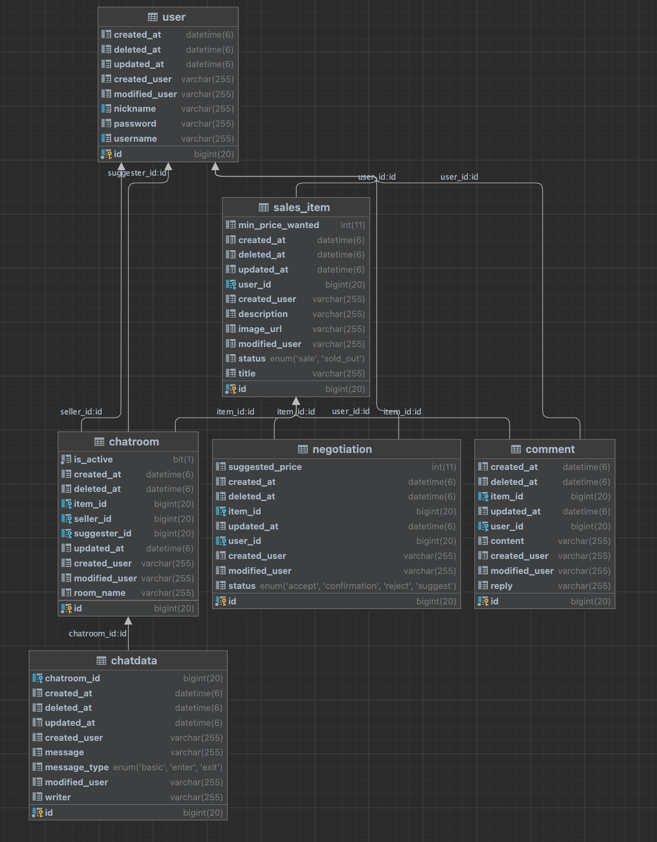 user
created_at datetime(6)
deleted_at datetime(6)
updated_at datetime(6)
created_user varchar(255)
modified_user varchar(255)
nickname varchar(255)
password varchar(255)
username varchar(255)
id bigint(20)
suggester_id:id
user_id:id
user_id:id
sales_item
min_price_wanted int(11)
created_at datetime(6)
deleted_at datetime(6)
updated_at datetime(6)
user_id bigint(20)
created_user varchar(255)
description varchar(255)
image_url varchar(255)
modified_user varchar(255)
status enum('sale', 'sold_out')
title varchar(255)
id bigint(20)
seller_id:id
item_id:id
item_id:id
user_id:id
item_id:id
chatroom
is_active bit(1)
created_at datetime(6)
deleted_at datetime(6)
item_id bigint(20)
seller_id bigint(20)
suggester_id bigint(20)
updated_at datetime(6)
created_user varchar(255)
modified_user varchar(255)
room_name varchar(255)
id bigint(20)
negotiation
suggested_price int(11)
created_at datetime(6)
deleted_at datetime(6)
item_id bigint(20)
updated_at datetime(6)
user_id bigint(20)
created_user varchar(255)
modified_user varchar(255)
status enum('accept', 'confirmation', 'reject', 'suggest')
id bigint(20)
comment
created_at datetime(6)
deleted_at datetime(6)
item_id bigint(20)
updated_at datetime(6)
user_id bigint(20)
content varchar(255)
created_user varchar(255)
modified_user varchar(255)
reply varchar(255)
id bigint(20)
chatroom_id:id
chatdata
chatroom_id bigint(20)
created_at datetime(6)
deleted_at datetime(6)
updated_at datetime(6)
created_user varchar(255)
message varchar(255)
message_type enum('basic', 'enter', 'exit')
modified_user varchar(255)
writer varchar(255)
id bigint(20)